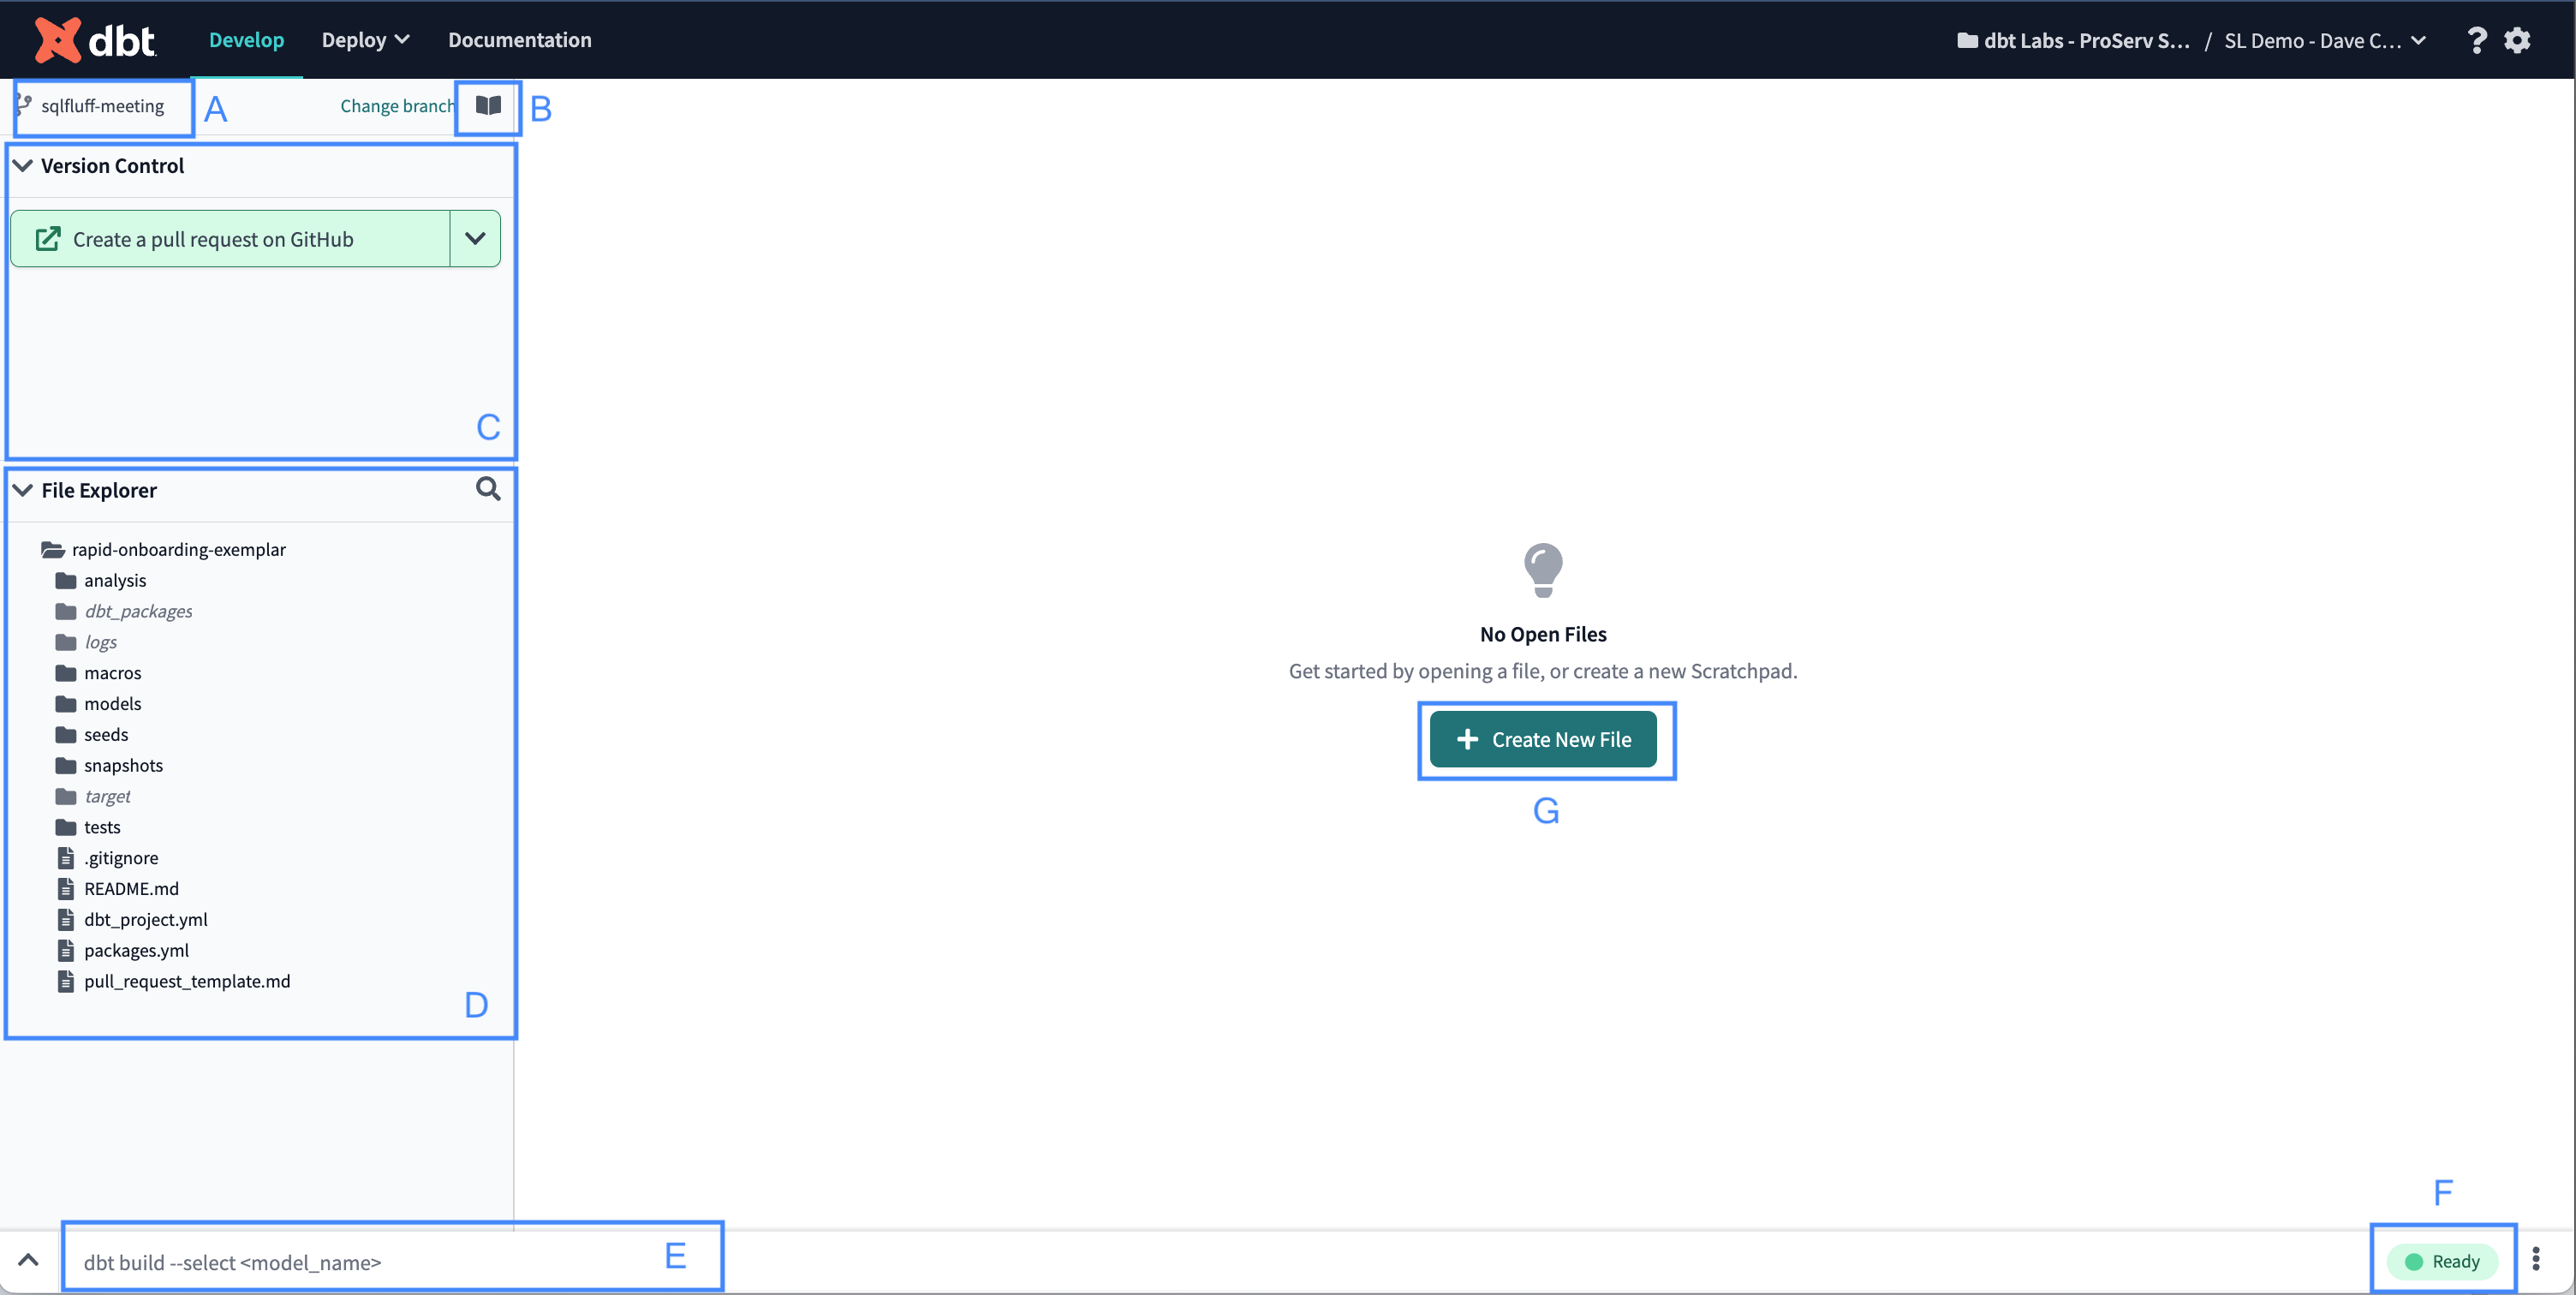 dbt Develop Deploy Documentation dbt Labs - ProServ S... / SL Demo - Dave C... ?
sqlfluff-meeting A Change branch B
Version Control
Create a pull request on GitHub
C
File Explorer
rapid-onboarding-exemplar
analysis
dbt_packages
logs
macros
models
seeds
snapshots
target
tests
.gitignore
README.md
dbt_project.yml
packages.yml
pull_request_template.md
D
No Open Files
Get started by opening a file, or create a new Scratchpad.
+ Create New File
G
F
dbt build --select <model_name> E Ready